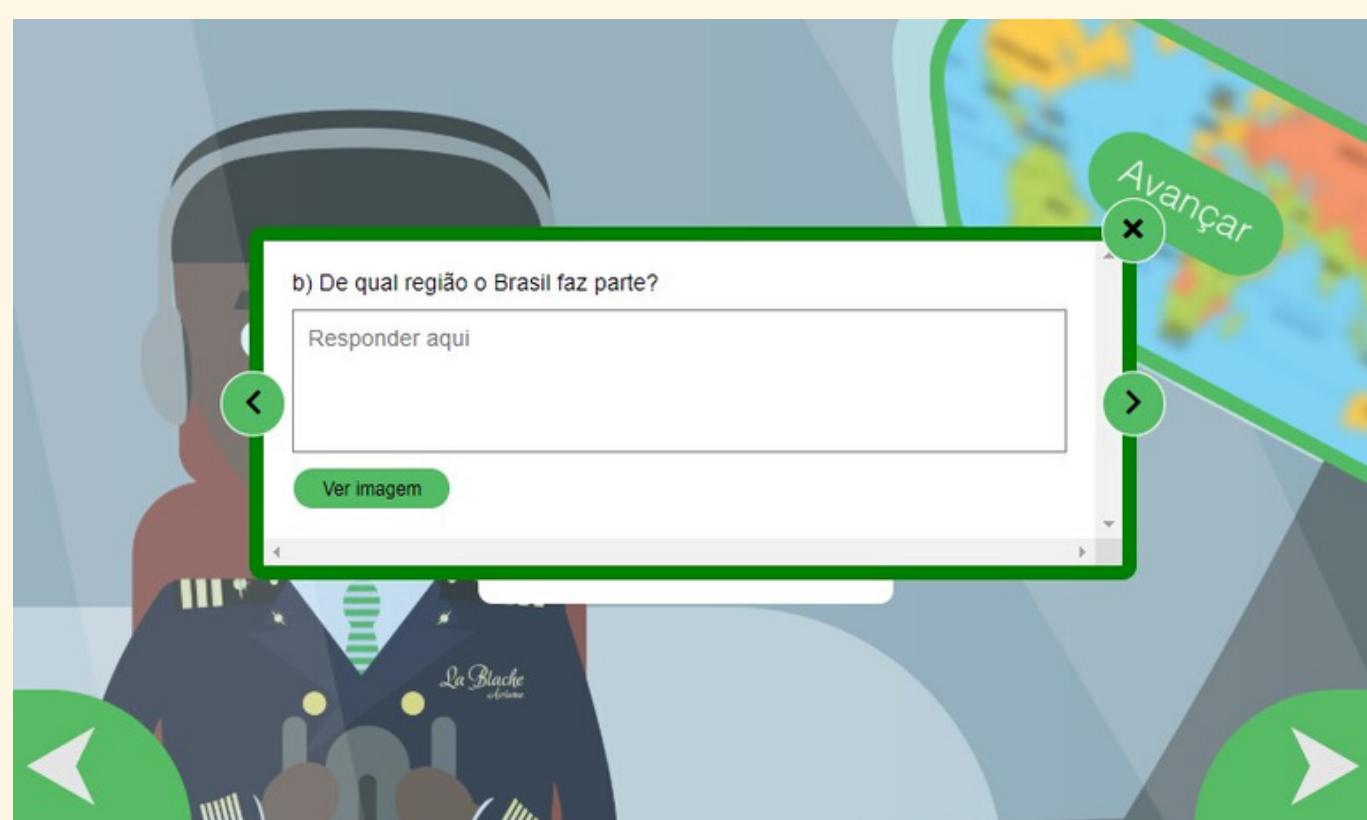 Avançar
b) De qual região o Brasil faz parte?
Responder aqui
Ver imagem
La Blache